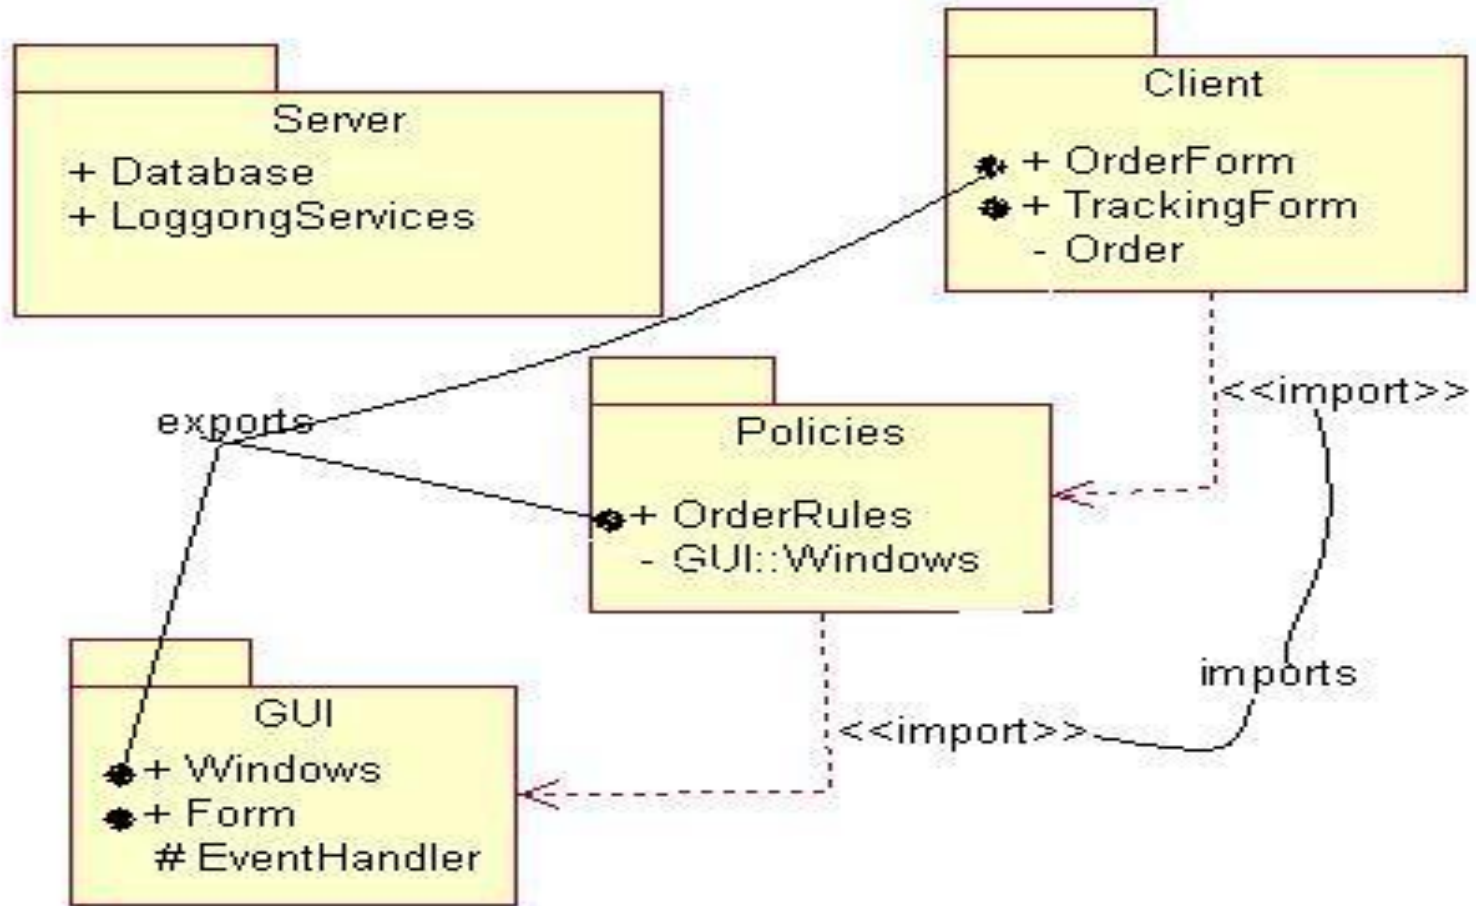 Server
+ Database
+ LoggongServices
Client
+ OrderForm
+ TrackingForm
- Order
<<import>>
exports
Policies
+ OrderRules
- GUI::Windows
imports
<<import>>
GUI
+ Windows
+ Form
# EventHandler